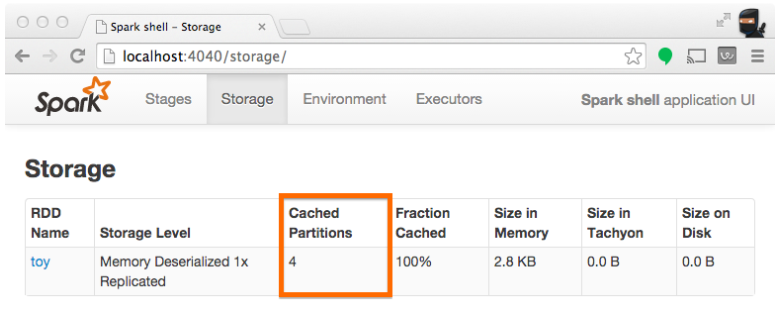 Spark shell – Storage
localhost:4040/storage/
Spark Stages Storage Environment Executors Spark shell application UI
Storage
RDD Name Storage Level Cached Partitions Fraction Cached Size in Memory Size in Tachyon Size on Disk
toy Memory Deserialized 1x Replicated 4 100% 2.8 KB 0.0 B 0.0 B